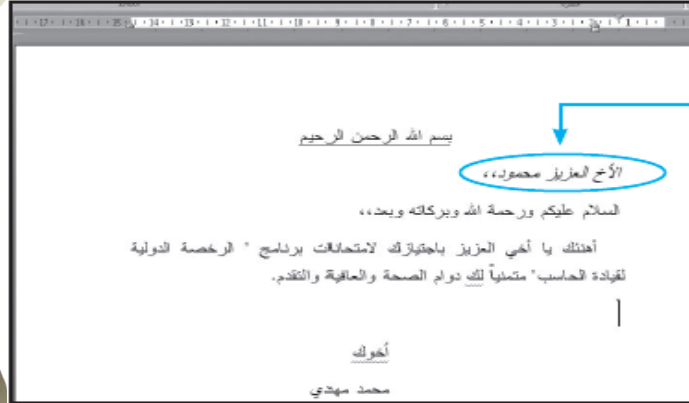 بسم الله الرحمن الرحيم
الأخ العزيز محمود،،
السلام عليكم ورحمة الله وبركاته وبعد،،
أهنئك يا أخي العزيز باجتيازك لامتحانات برنامج " الرخصة الدولية
لقيادة الحاسب" متمنياً لك دوام الصحة والعافية والتقدم.
أخوك
محمد مهدي